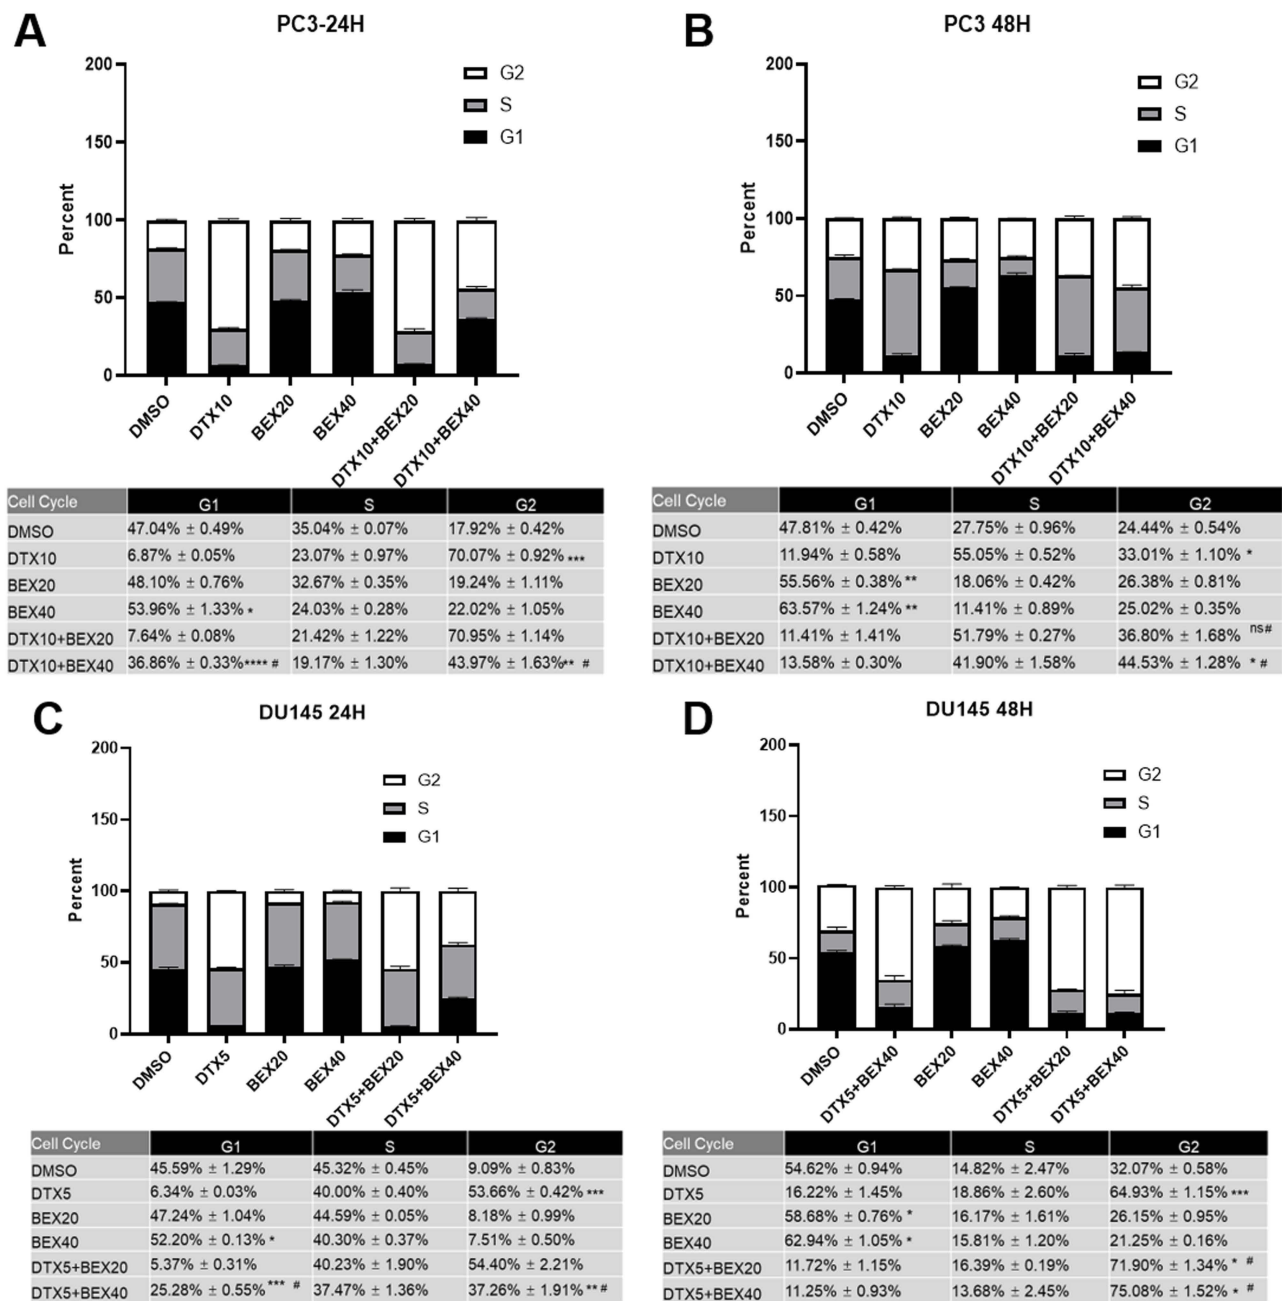 A
PC3-24H
G2
S
G1
200
150
100
50
0
Percent
DMSO
DTX10
BEX20
BEX40
DTX10+BEX20
DTX10+BEX40
Cell Cycle G1 S G2
DMSO 47.04% ± 0.49% 35.04% ± 0.07% 17.92% ± 0.42%
DTX10 6.87% ± 0.05% 23.07% ± 0.97% 70.07% ± 0.92% ***
BEX20 48.10% ± 0.76% 32.67% ± 0.35% 19.24% ± 1.11%
BEX40 53.96% ± 1.33% * 24.03% ± 0.28% 22.02% ± 1.05%
DTX10+BEX20 7.64% ± 0.08% 21.42% ± 1.22% 70.95% ± 1.14%
DTX10+BEX40 36.86% ± 0.33%**** # 19.17% ± 1.30% 43.97% ± 1.63%** #
B
PC3 48H
G2
S
G1
200
150
100
50
0
Percent
DMSO
DTX10
BEX20
BEX40
DTX10+BEX20
DTX10+BEX40
Cell Cycle G1 S G2
DMSO 47.81% ± 0.42% 27.75% ± 0.96% 24.44% ± 0.54%
DTX10 11.94% ± 0.58% 55.05% ± 0.52% 33.01% ± 1.10% *
BEX20 55.56% ± 0.38% ** 18.06% ± 0.42% 26.38% ± 0.81%
BEX40 63.57% ± 1.24% ** 11.41% ± 0.89% 25.02% ± 0.35%
DTX10+BEX20 11.41% ± 1.41% 51.79% ± 0.27% 36.80% ± 1.68% ns#
DTX10+BEX40 13.58% ± 0.30% 41.90% ± 1.58% 44.53% ± 1.28% * #
C
DU145 24H
G2
S
G1
200
150
100
50
0
Percent
DMSO
DTX5
BEX20
BEX40
DTX5+BEX20
DTX5+BEX40
Cell Cycle G1 S G2
DMSO 45.59% ± 1.29% 45.32% ± 0.45% 9.09% ± 0.83%
DTX5 6.34% ± 0.03% 40.00% ± 0.40% 53.66% ± 0.42% ***
BEX20 47.24% ± 1.04% 44.59% ± 0.05% 8.18% ± 0.99%
BEX40 52.20% ± 0.13% * 40.30% ± 0.37% 7.51% ± 0.50%
DTX5+BEX20 5.37% ± 0.31% 40.23% ± 1.90% 54.40% ± 2.21%
DTX5+BEX40 25.28% ± 0.55% *** # 37.47% ± 1.36% 37.26% ± 1.91% ** #
D
DU145 48H
G2
S
G1
200
150
100
50
0
Percent
DMSO
DTX5+BEX40
BEX20
BEX40
DTX5+BEX20
DTX5+BEX40
Cell Cycle G1 S G2
DMSO 54.62% ± 0.94% 14.82% ± 2.47% 32.07% ± 0.58%
DTX5 16.22% ± 1.45% 18.86% ± 2.60% 64.93% ± 1.15% ***
BEX20 58.68% ± 0.76% * 16.17% ± 1.61% 26.15% ± 0.95%
BEX40 62.94% ± 1.05% * 15.81% ± 1.20% 21.25% ± 0.16%
DTX5+BEX20 11.72% ± 1.15% 16.39% ± 0.19% 71.90% ± 1.34% * #
DTX5+BEX40 11.25% ± 0.93% 13.68% ± 2.45% 75.08% ± 1.52% * #